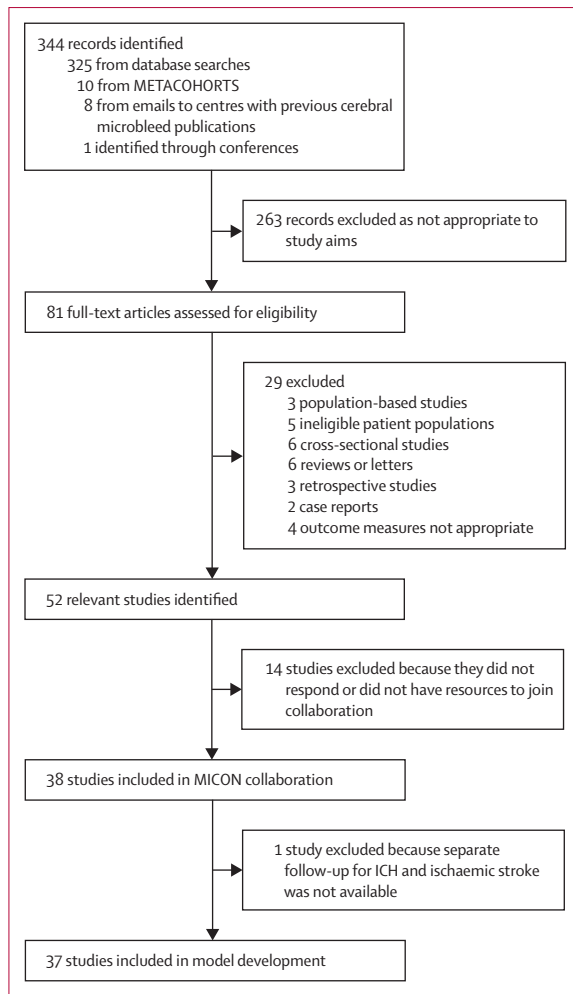 344 records identified
325 from database searches
10 from METACOHORTS
8 from emails to centres with previous cerebral
microbleed publications
1 identified through conferences
263 records excluded as not appropriate to
study aims
81 full-text articles assessed for eligibility
29 excluded
3 population-based studies
5 ineligible patient populations
6 cross-sectional studies
6 reviews or letters
3 retrospective studies
2 case reports
4 outcome measures not appropriate
52 relevant studies identified
14 studies excluded because they did not
respond or did not have resources to join
collaboration
38 studies included in MICON collaboration
1 study excluded because separate
follow-up for ICH and ischaemic stroke
was not available
37 studies included in model development